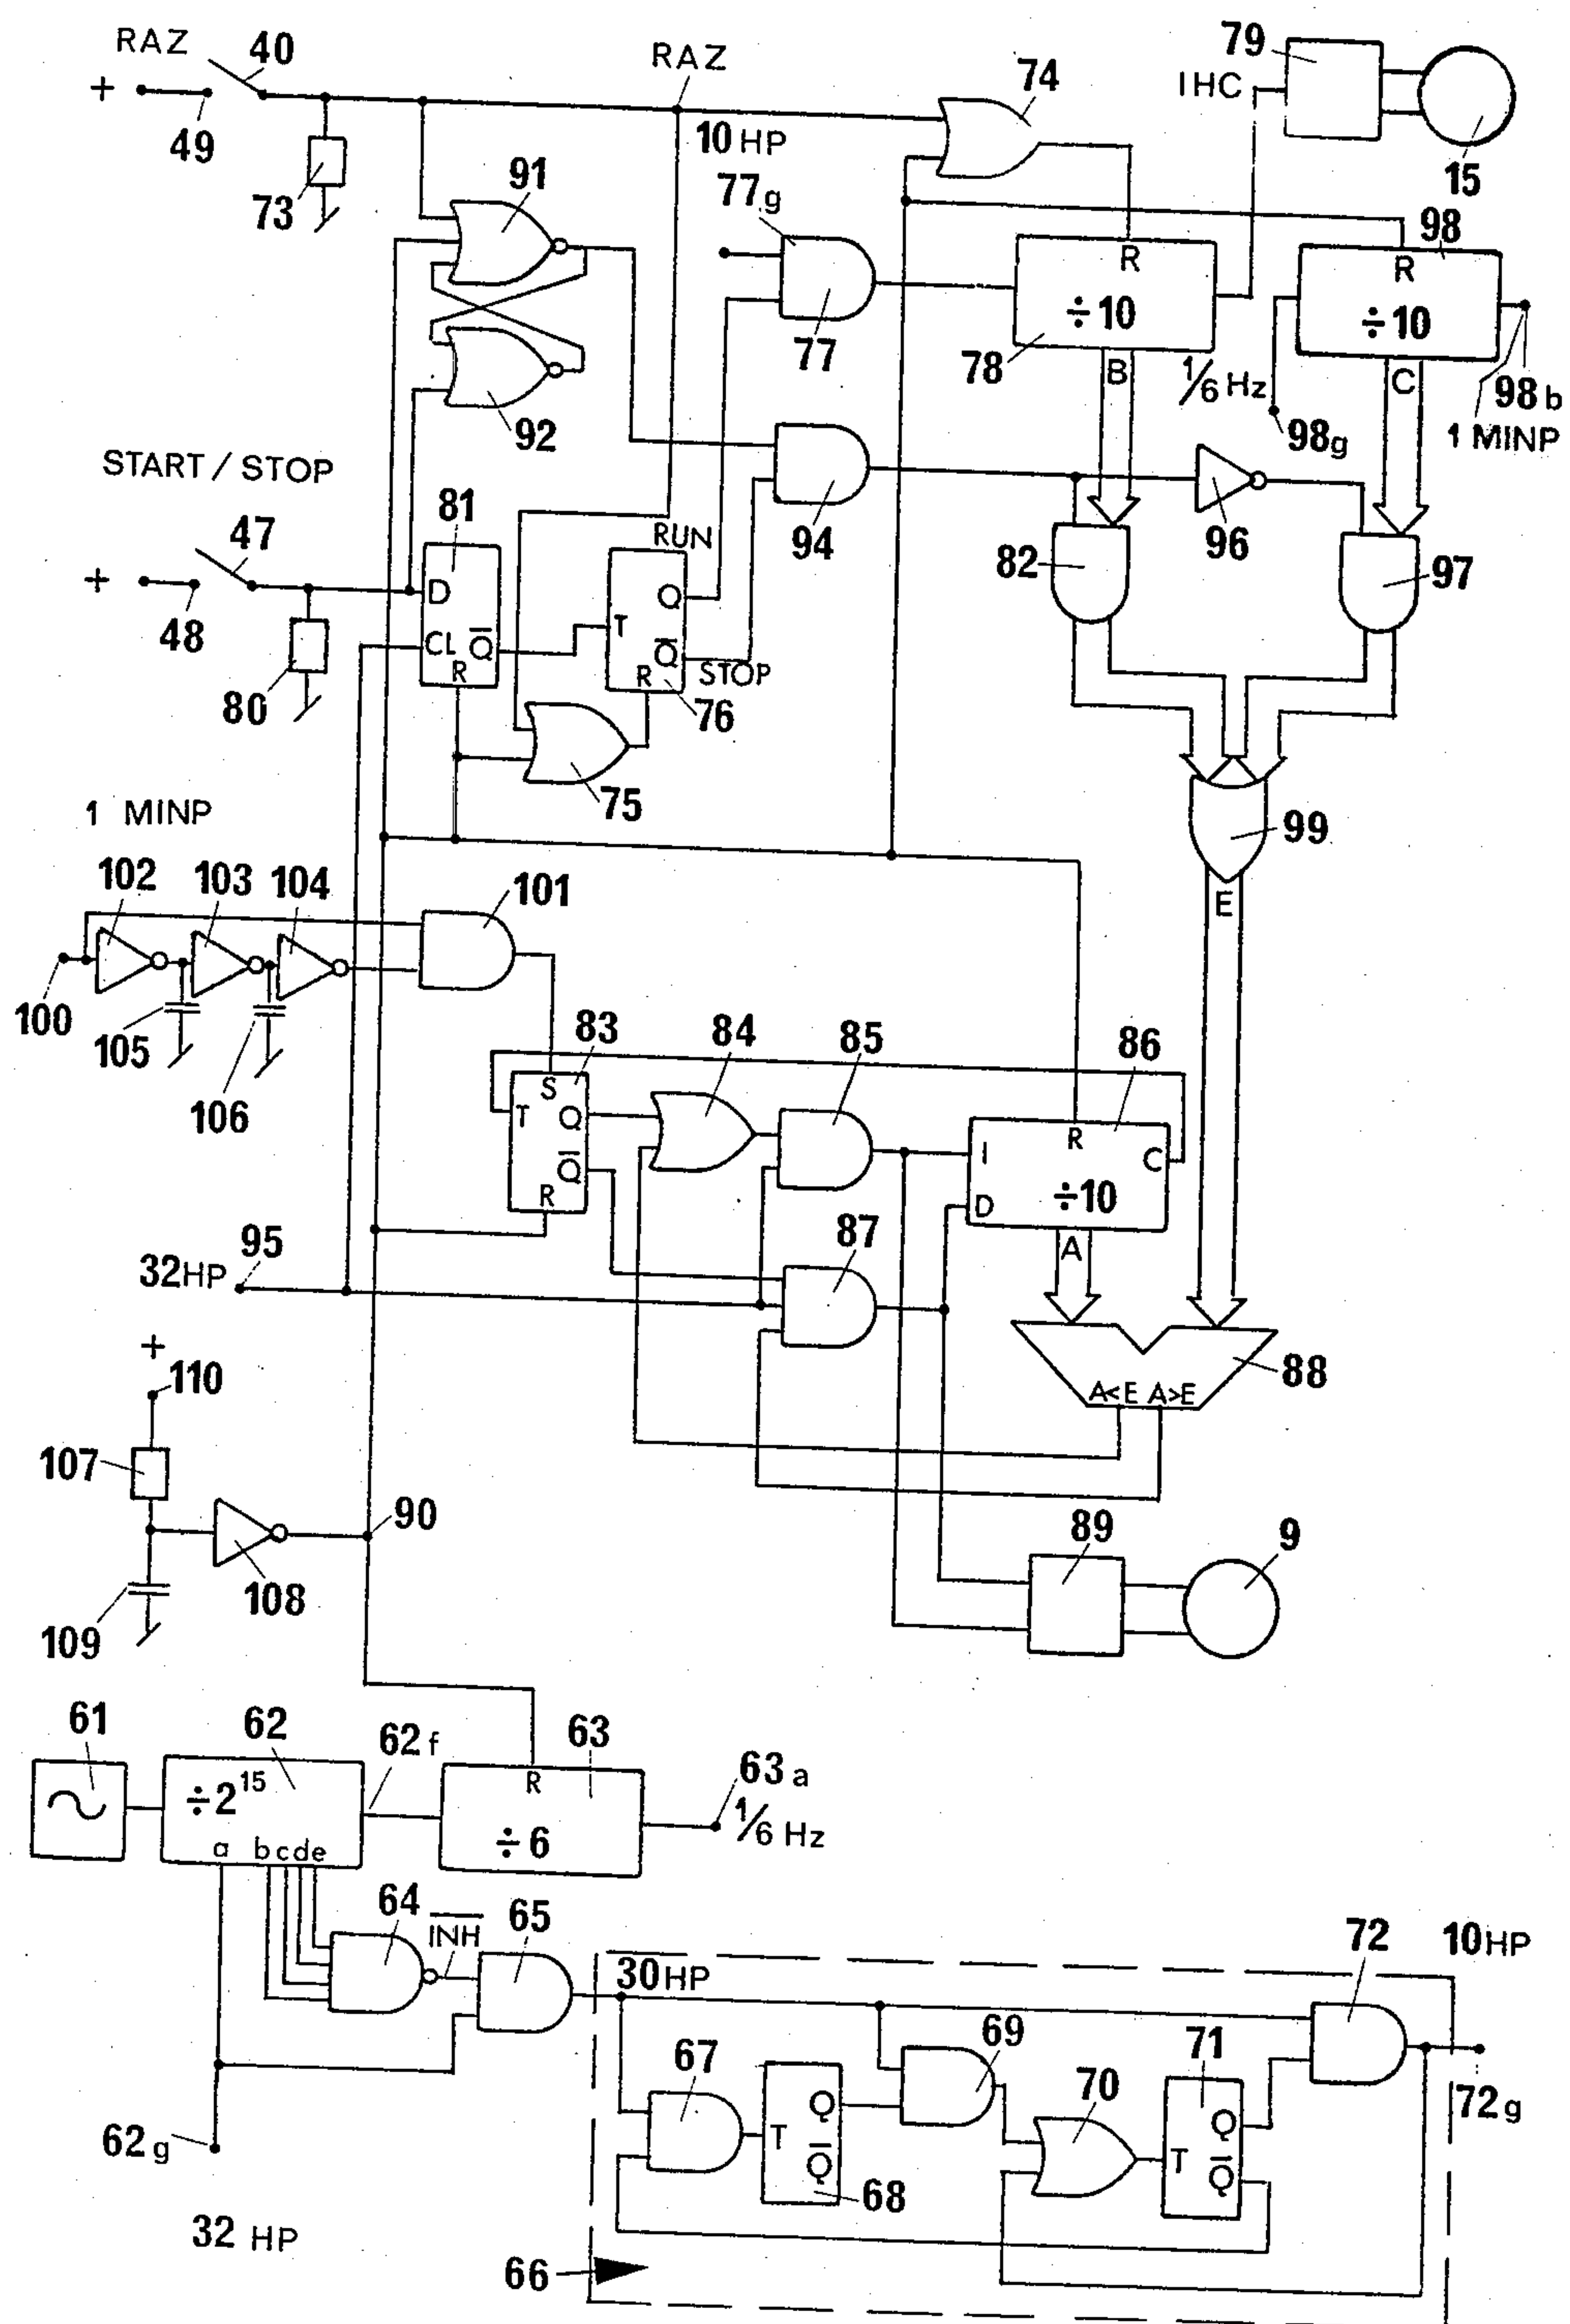 RAZ 40
+
49
73
RAZ
10 HP
74
79
IHC
15
91
77g
77
R
÷10
78
B
1/6 Hz
98
R
÷10
C
98g
98b
1 MINP
92
START / STOP
81
47
+
48
80
D
CL Q̅
R
RUN
T
Q
Q̅
R
STOP
76
75
94
82
96
97
99
E
1 MINP
102 103 104
101
100
105
106
83
S
T
Q
Q̅
R
84
85
86
I
R
C
÷10
D
A
95
32HP
87
88
A<E A>E
+
110
107
90
108
109
89
9
61
62
÷2¹⁵
a b c d e
62f
63
R
÷6
63a
1/6 Hz
64
I̅N̅H̅
65
62g
32 HP
30HP
67
T
Q
Q̅
68
69
70
71
T
Q
Q̅
72
10HP
72g
66